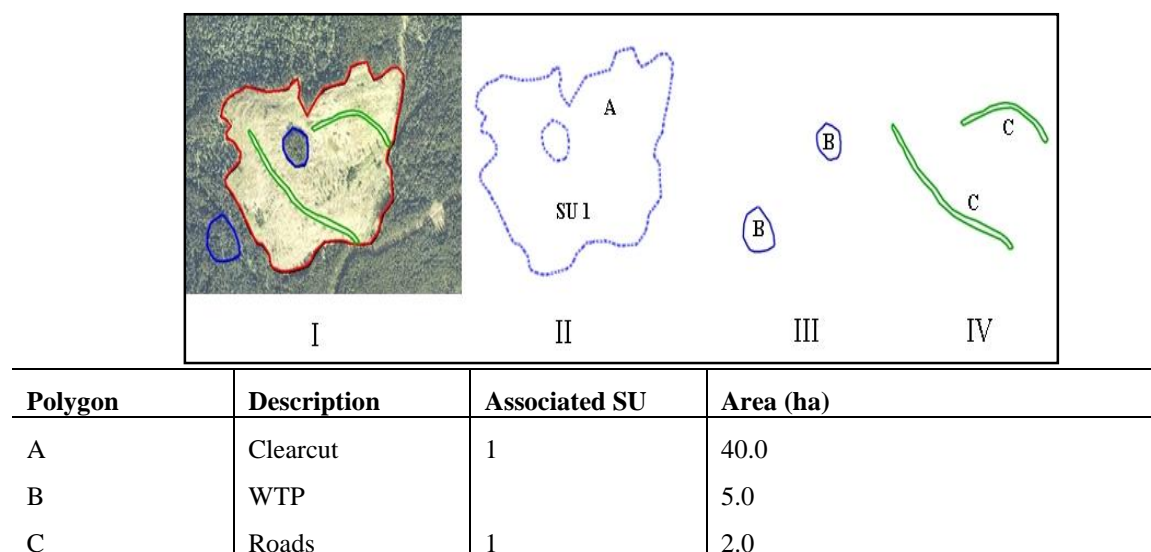 A
SU 1
B
B
C
C
I II III IV
Polygon Description Associated SU Area (ha)
A Clearcut 1 40.0
B WTP 5.0
C Roads 1 2.0